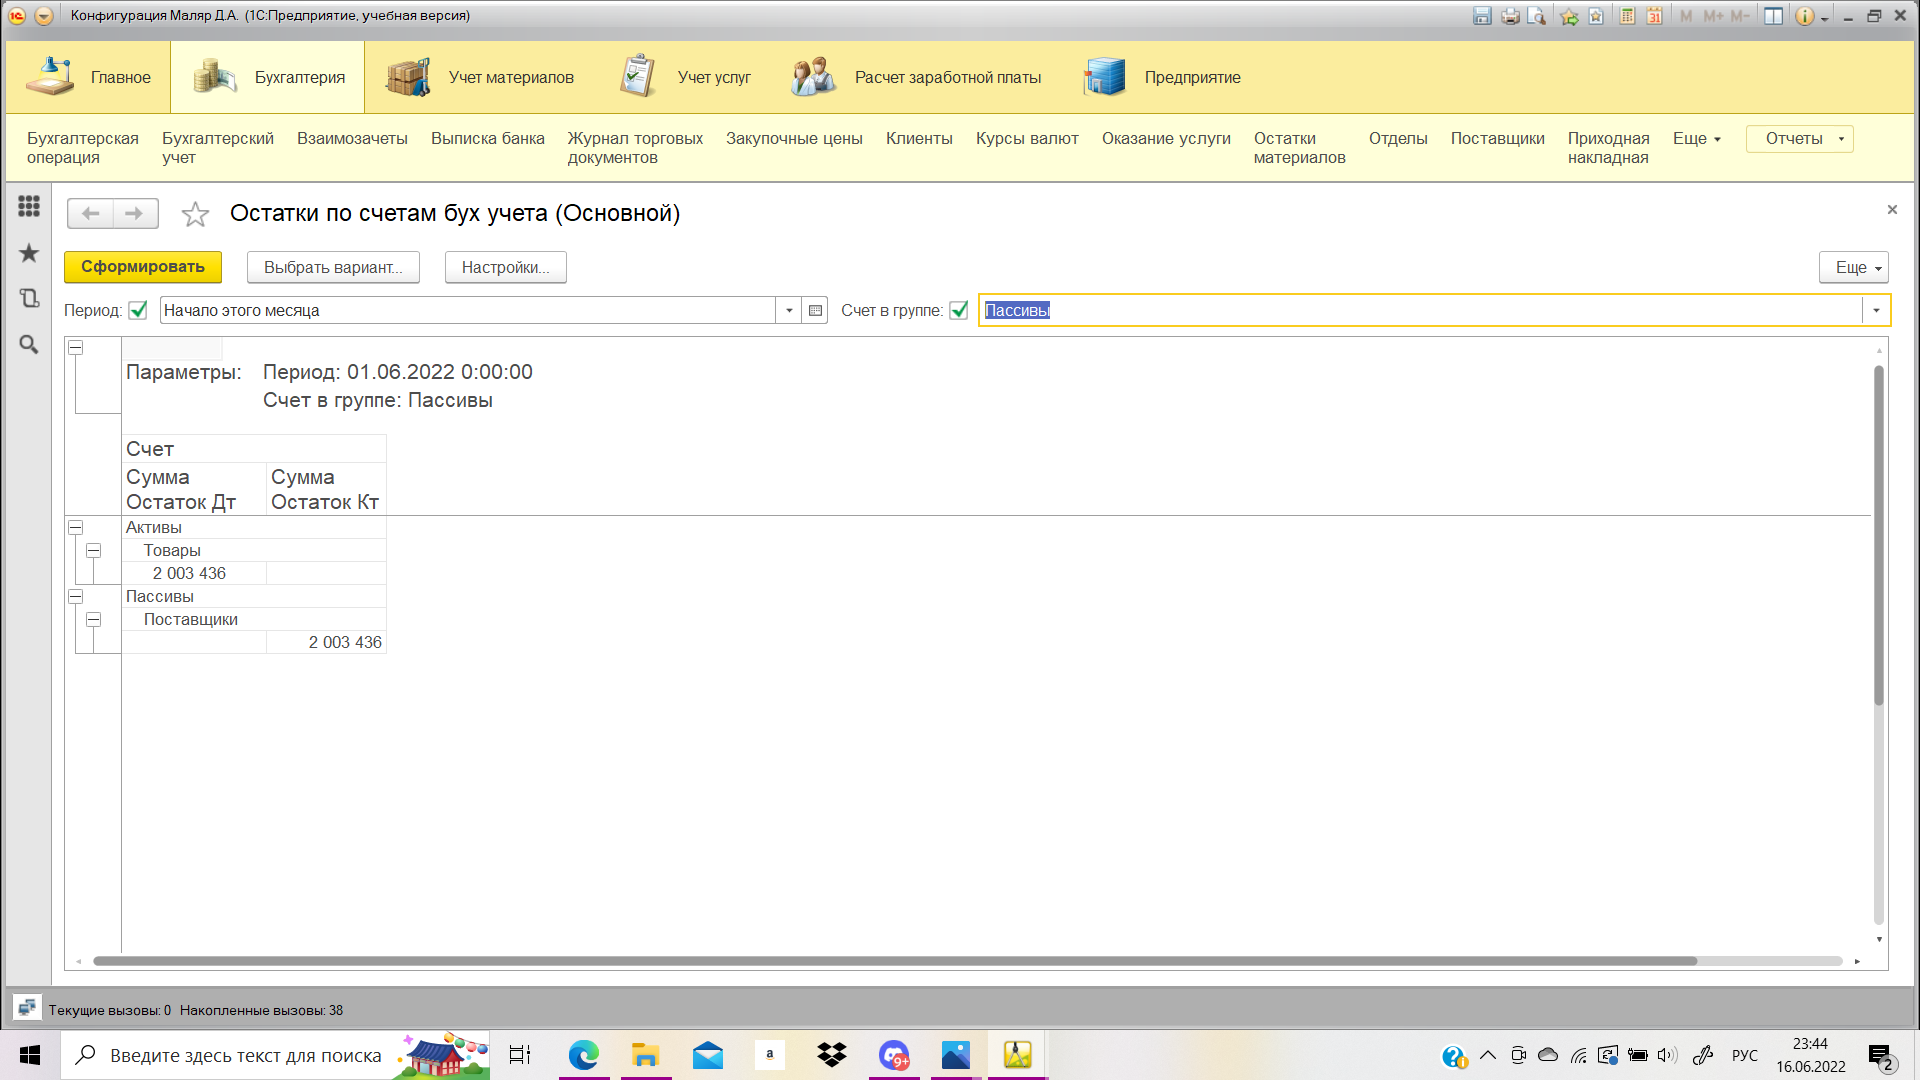 Конфигурация Маляр Д.А. (1С:Предприятие, учебная версия)
M M+ M-
Главное
Бухгалтерия
Учет материалов
Учет услуг
Расчет заработной платы
Предприятие
Бухгалтерская операция
Бухгалтерский учет
Взаимозачеты
Выписка банка
Журнал торговых документов
Закупочные цены
Клиенты
Курсы валют
Оказание услуги
Остатки материалов
Отделы
Поставщики
Приходная накладная
Еще
Отчеты
Остатки по счетам бух учета (Основной)
Сформировать
Выбрать вариант...
Настройки...
Еще
Период: Начало этого месяца
Счет в группе: Пассивы
Параметры: Период: 01.06.2022 0:00:00
Счет в группе: Пассивы
Счет
Сумма Остаток Дт
Сумма Остаток Кт
Активы
Товары
2 003 436
Пассивы
Поставщики
2 003 436
Текущие вызовы: 0 Накопленные вызовы: 38
Введите здесь текст для поиска
a
9+
РУС
23:44
16.06.2022
2